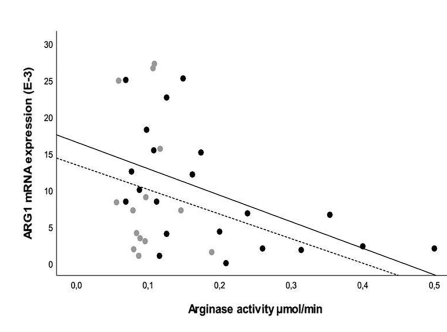 30
25
20
15
10
5
0
ARG1 mRNA expression (E-3)
0,0 0,1 0,2 0,3 0,4 0,5
Arginase activity µmol/min